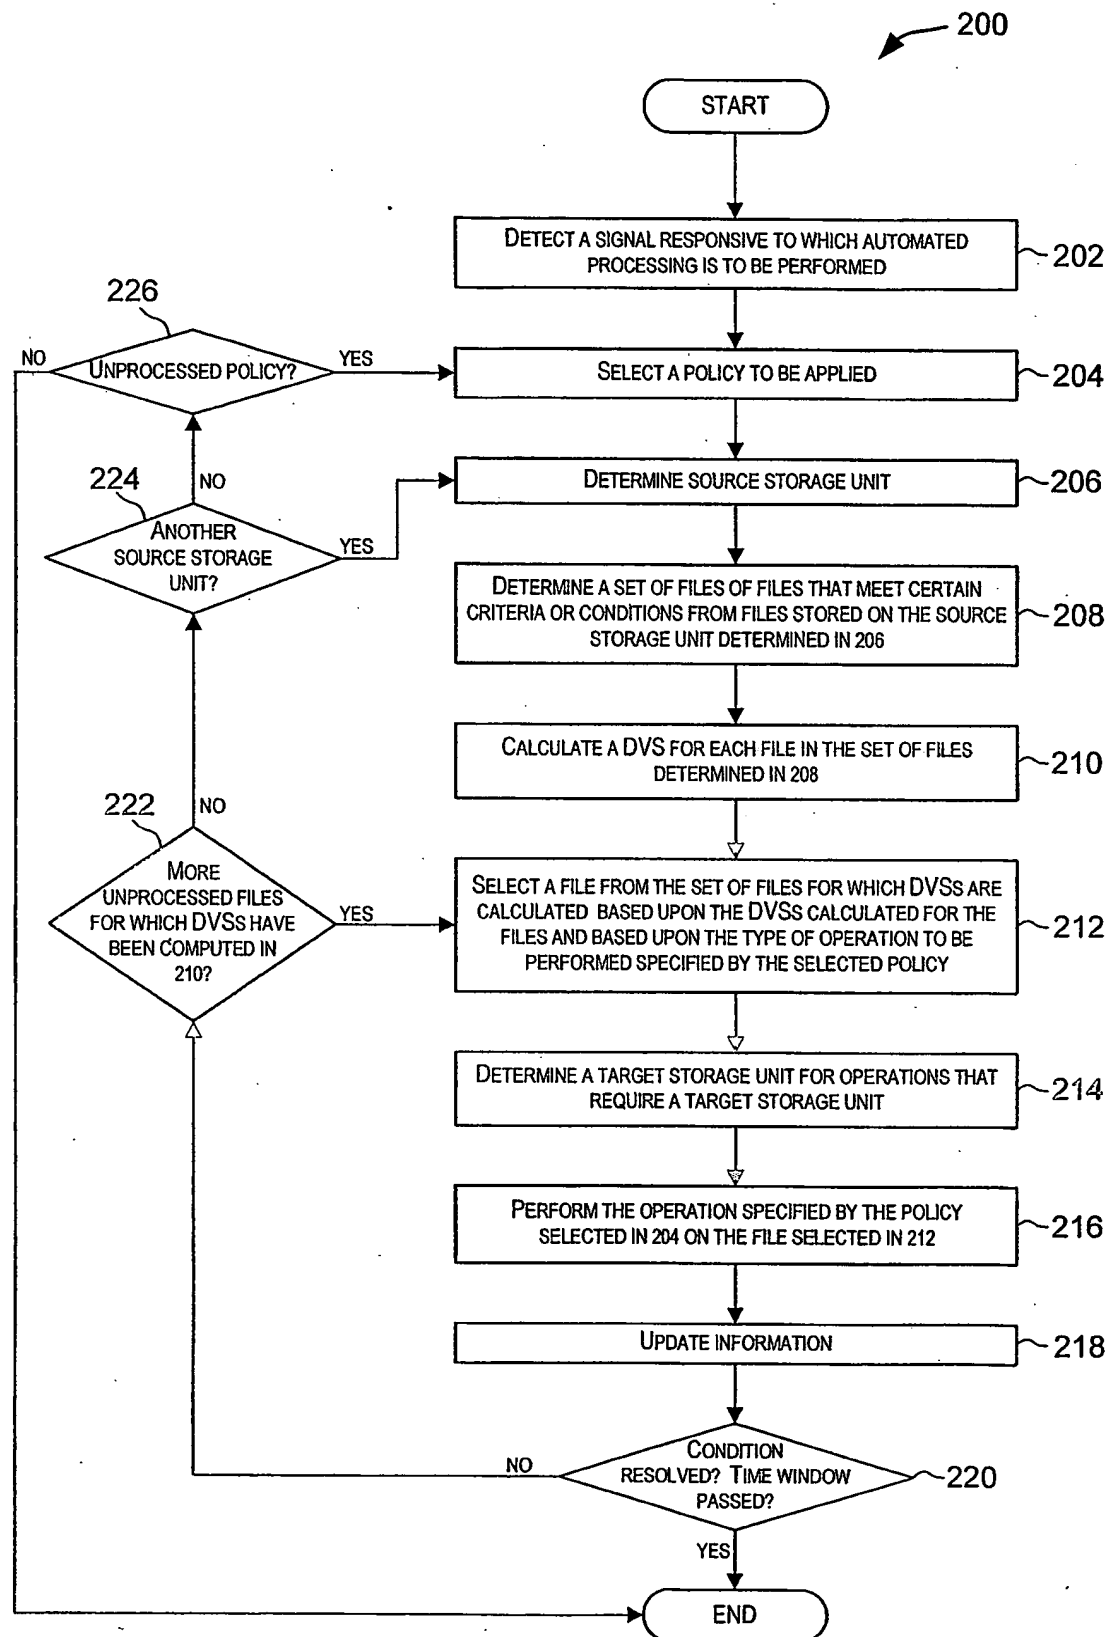 200
START
DETECT A SIGNAL RESPONSIVE TO WHICH AUTOMATED
PROCESSING IS TO BE PERFORMED
202
226
NO
UNPROCESSED POLICY?
YES
SELECT A POLICY TO BE APPLIED
204
NO
224
ANOTHER
SOURCE STORAGE
UNIT?
YES
DETERMINE SOURCE STORAGE UNIT
206
DETERMINE A SET OF FILES OF FILES THAT MEET CERTAIN
CRITERIA OR CONDITIONS FROM FILES STORED ON THE SOURCE
STORAGE UNIT DETERMINED IN 206
208
CALCULATE A DVS FOR EACH FILE IN THE SET OF FILES
DETERMINED IN 208
210
NO
222
MORE
UNPROCESSED FILES
FOR WHICH DVSS HAVE
BEEN COMPUTED IN
210?
YES
SELECT A FILE FROM THE SET OF FILES FOR WHICH DVSS ARE
CALCULATED BASED UPON THE DVSS CALCULATED FOR THE
FILES AND BASED UPON THE TYPE OF OPERATION TO BE
PERFORMED SPECIFIED BY THE SELECTED POLICY
212
DETERMINE A TARGET STORAGE UNIT FOR OPERATIONS THAT
REQUIRE A TARGET STORAGE UNIT
214
PERFORM THE OPERATION SPECIFIED BY THE POLICY
SELECTED IN 204 ON THE FILE SELECTED IN 212
216
UPDATE INFORMATION
218
CONDITION
RESOLVED? TIME WINDOW
PASSED?
NO
220
YES
END